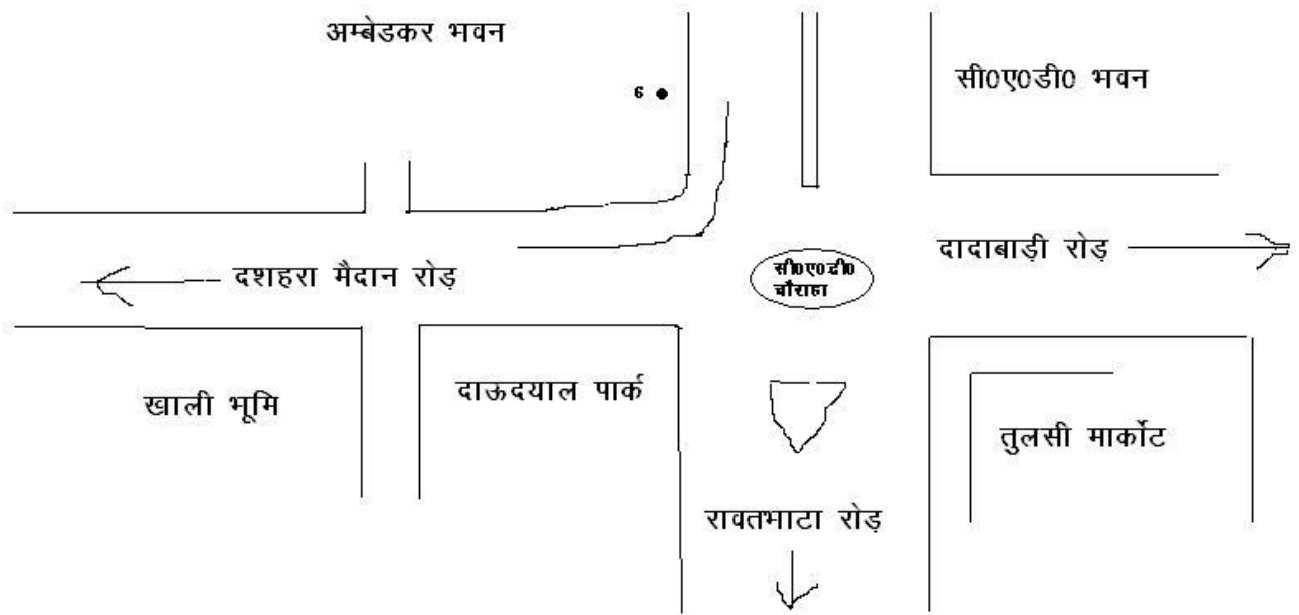 अम्बेडकर भवन
सी0ए0डी0 भवन
6
दादाबाड़ी रोड़
दशहरा मैदान रोड़
सी0ए0डी0
चौराहा
खाली भूमि
दाऊदयाल पार्क
तुलसी मार्कोट
रावतभाटा रोड़